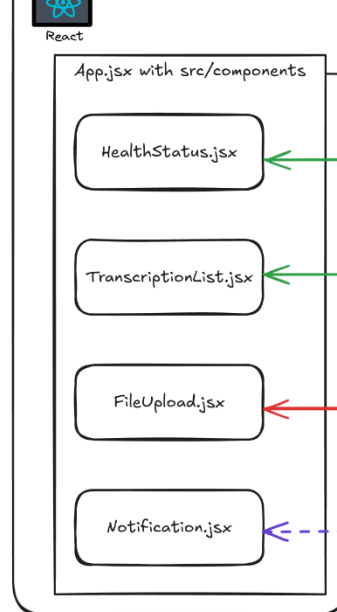 React
App.jsx with src/components
HealthStatus.jsx
TranscriptionList.jsx
FileUpload.jsx
Notification.jsx